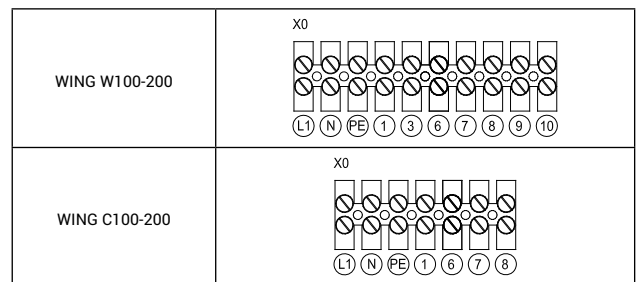 X0
WING W100-200
L1 N PE 1 3 6 7 8 9 10
X0
WING C100-200
L1 N PE 1 6 7 8